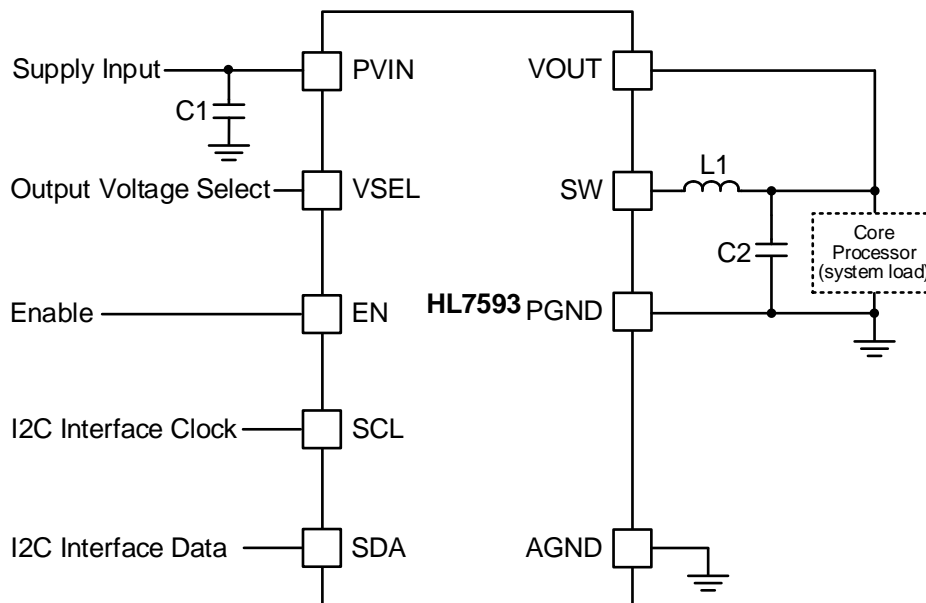 Supply Input
PVIN
VOUT
C1
Output Voltage Select
VSEL
SW
L1
C2
Core
Processor
(system load)
Enable
EN
HL7593
PGND
I2C Interface Clock
SCL
I2C Interface Data
SDA
AGND